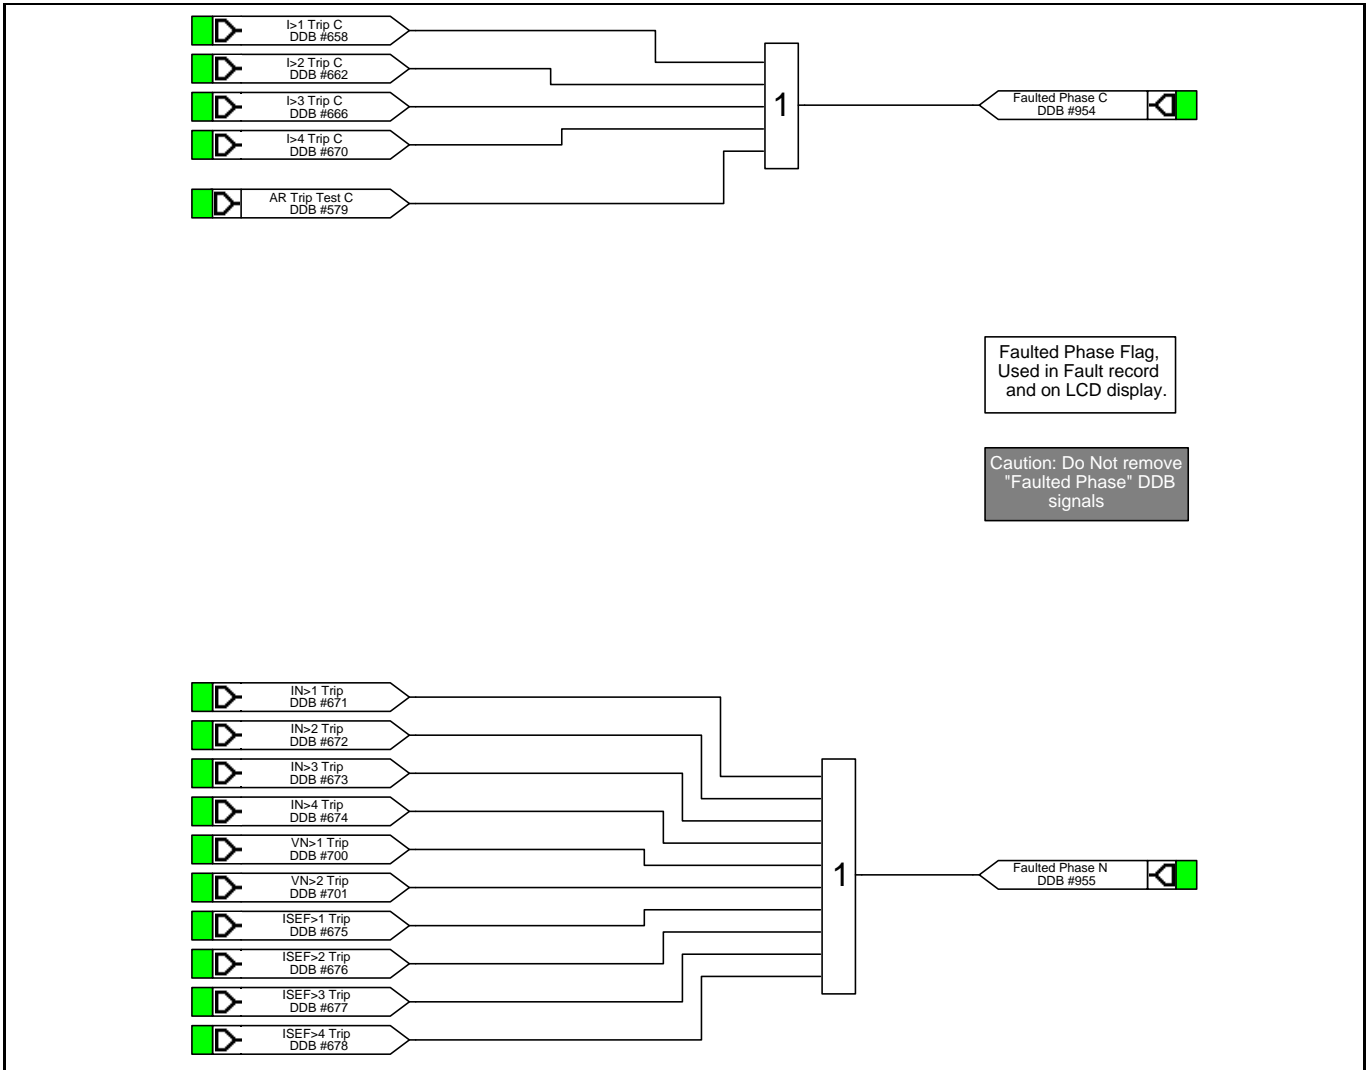 I>1 Trip C
DDB #658
I>2 Trip C
DDB #662
I>3 Trip C
DDB #666
I>4 Trip C
DDB #670
AR Trip Test C
DDB #579
1
Faulted Phase C
DDB #954
Faulted Phase Flag,
Used in Fault record
and on LCD display.
Caution: Do Not remove
"Faulted Phase" DDB
signals
IN>1 Trip
DDB #671
IN>2 Trip
DDB #672
IN>3 Trip
DDB #673
IN>4 Trip
DDB #674
VN>1 Trip
DDB #700
VN>2 Trip
DDB #701
ISEF>1 Trip
DDB #675
ISEF>2 Trip
DDB #676
ISEF>3 Trip
DDB #677
ISEF>4 Trip
DDB #678
1
Faulted Phase N
DDB #955